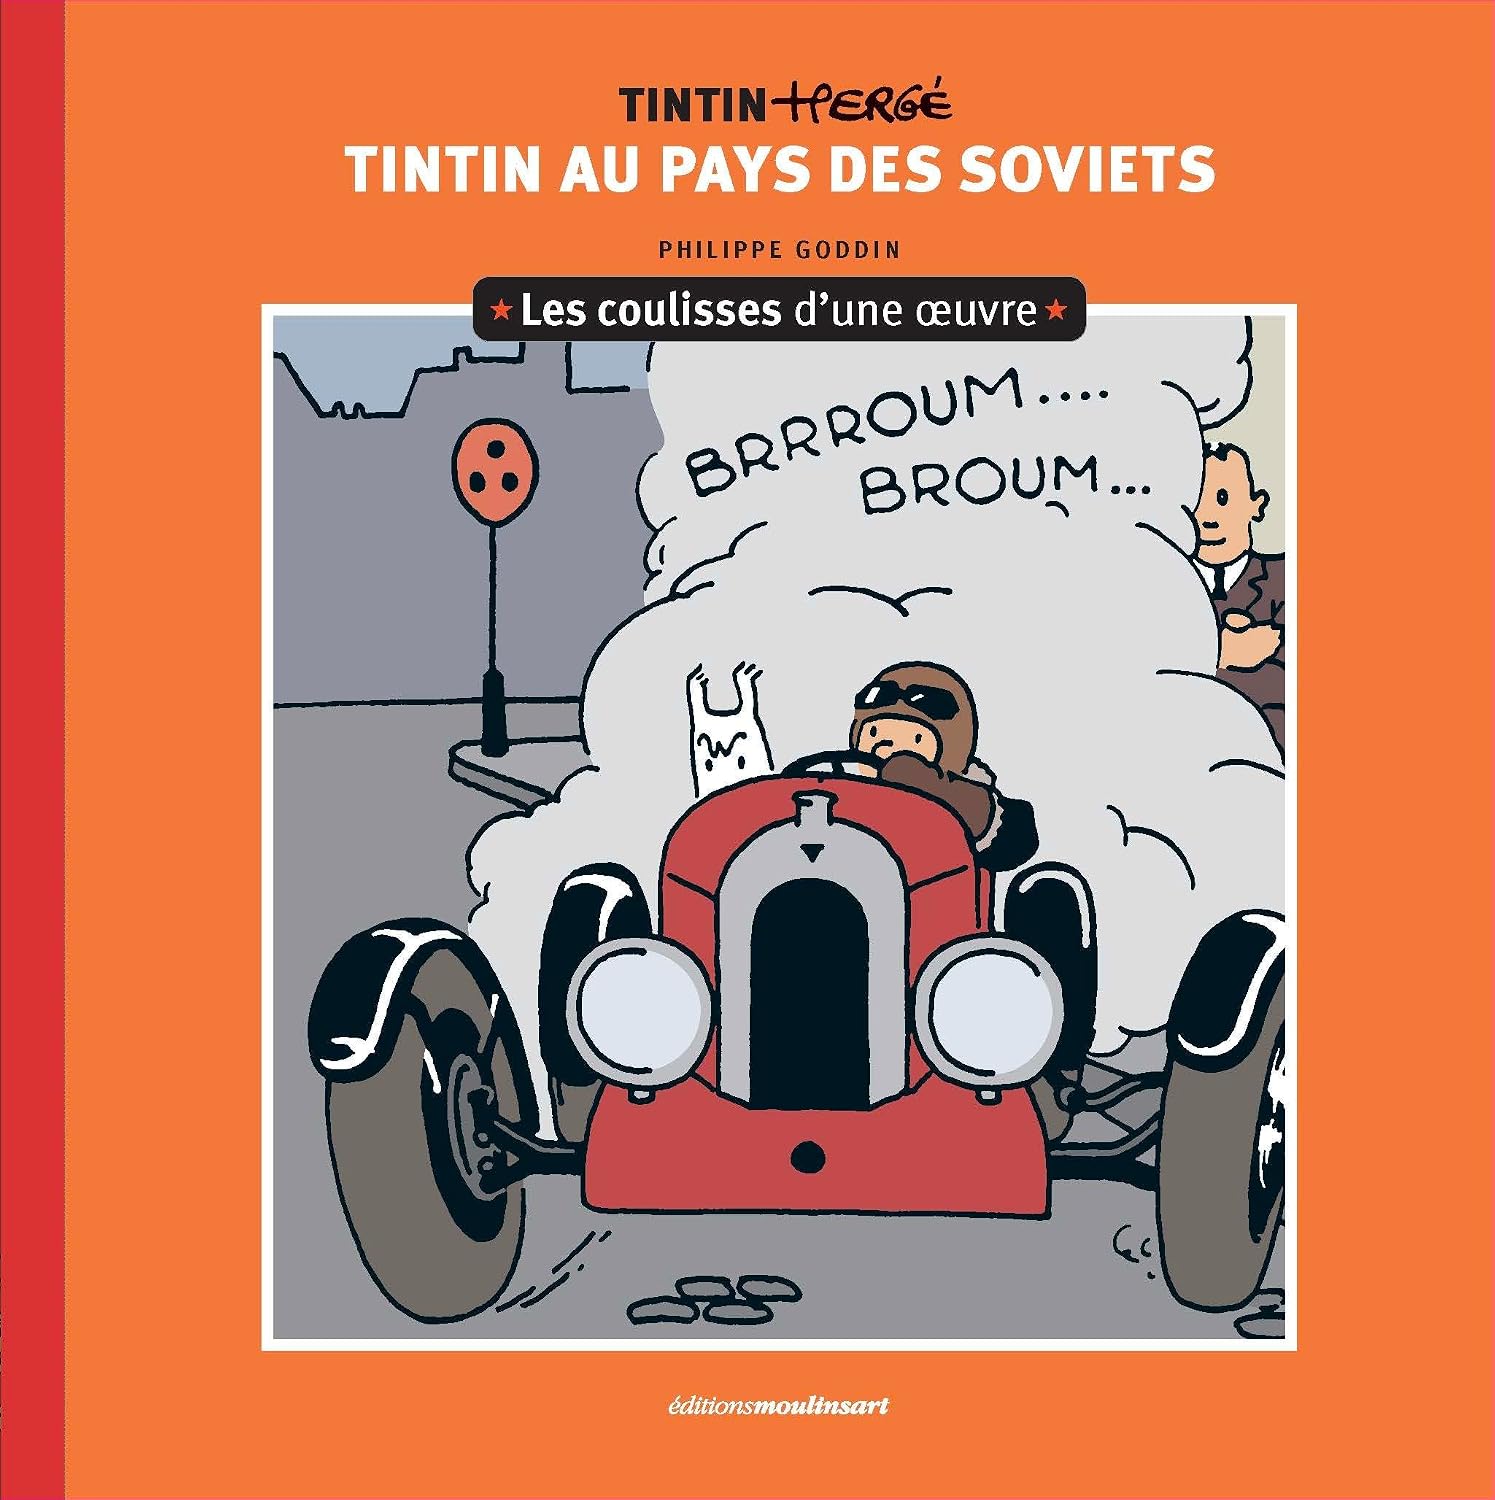 TINTIN HERGÉ
TINTIN AU PAYS DES SOVIETS
PHILIPPE GODDIN
Les coulisses d'une œuvre
BRRROUM....
BROUM...
éditionsmoulinsart